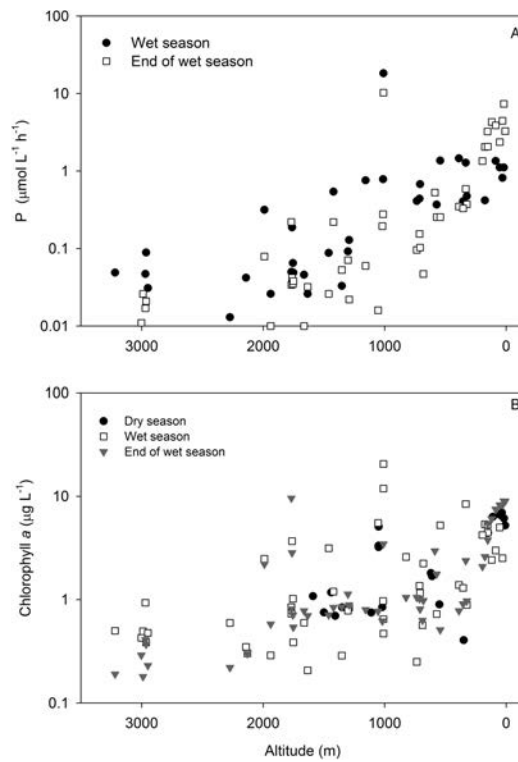 A
● Wet season
□ End of wet season
P (μmol L⁻¹ h⁻¹)
100
10
1
0.1
0.01
3000 2000 1000 0
B
● Dry season
□ Wet season
▼ End of wet season
Chlorophyll a (μg L⁻¹)
100
10
1
0.1
3000 2000 1000 0
Altitude (m)